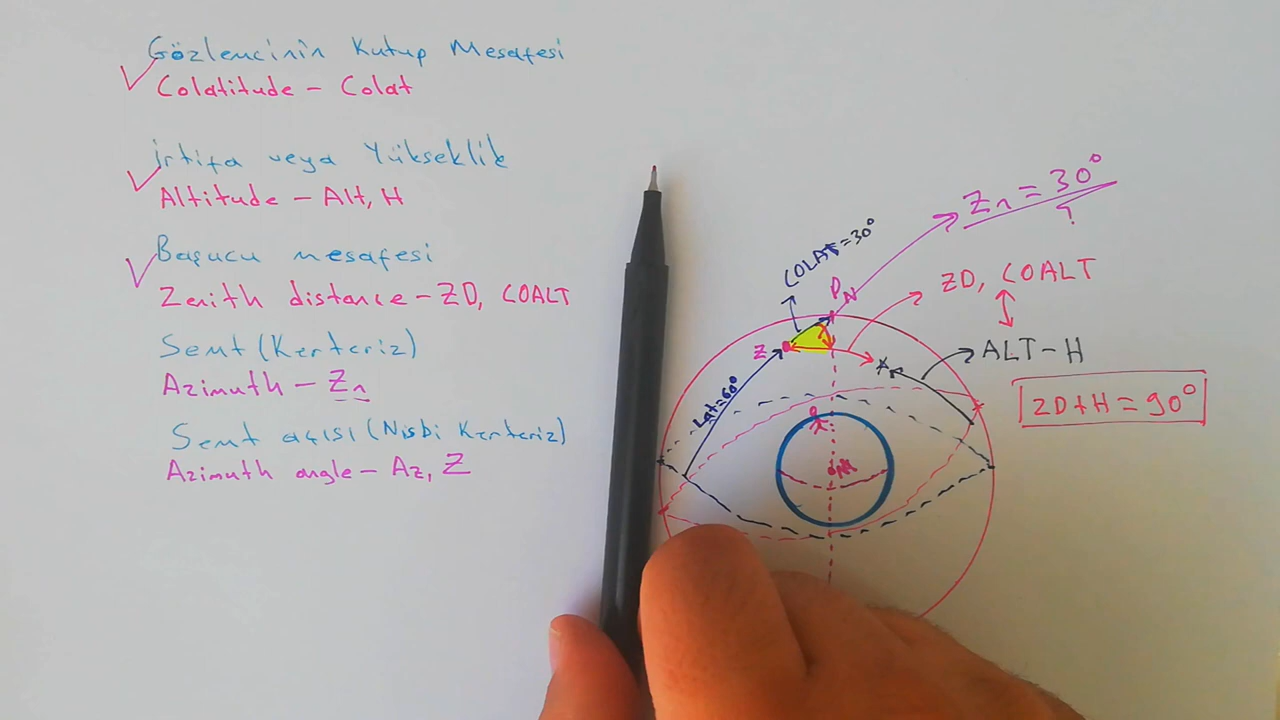 Gözlemcinin Kutup Mesafesi
Colatitude - Colat
İrtifa veya Yükseklik
Altitude - Alt, H
Başucu mesafesi
Zenith distance - ZD, COALT
Semt (Kerteriz)
Azimuth - Zn
Semt açısı (Nisbi Kerteriz)
Azimuth angle - Az, Z
Zn = 30°
?
COLAT = 30°
PN
ZD, COALT
Z
ALT - H
Lat = 60°
ZD + H = 90°